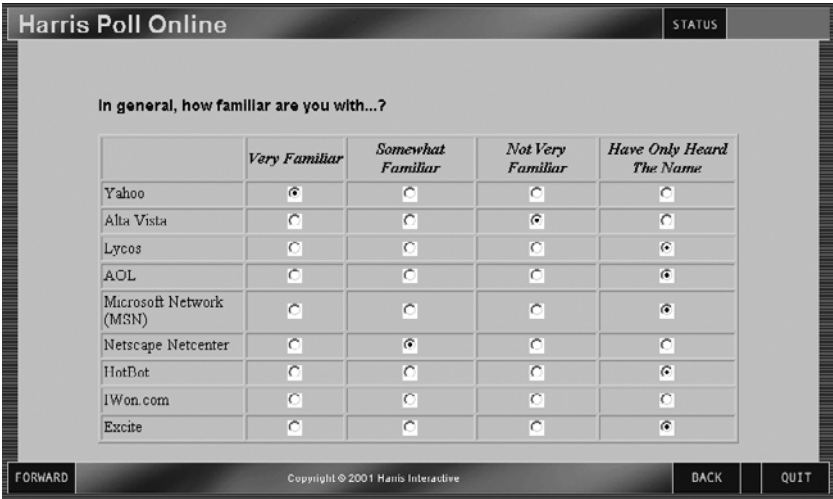 Harris Poll Online
STATUS
In general, how familiar are you with...?
Very Familiar
Somewhat
Familiar
Not Very
Familiar
Have Only Heard
The Name
Yahoo
Alta Vista
Lycos
AOL
Microsoft Network
(MSN)
Netscape Netcenter
HotBot
IWon.com
Excite
FORWARD
Copyright © 2001 Harris Interactive
BACK
QUIT